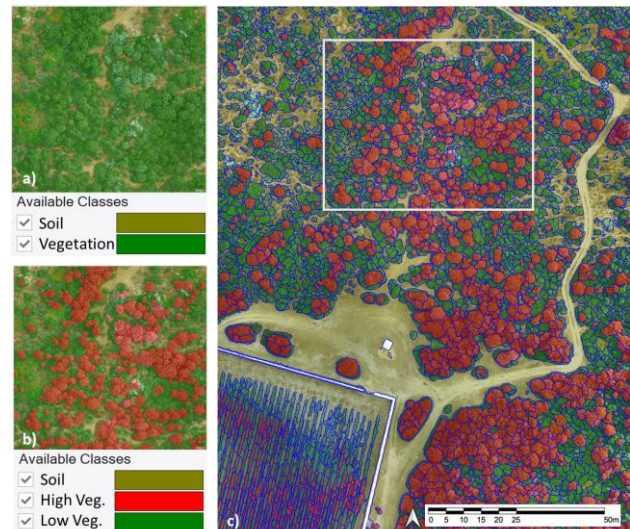 a)
Available Classes
Soil
Vegetation
b)
Available Classes
Soil
High Veg.
Low Veg.
c)
0 5 10 15 20 25 50m